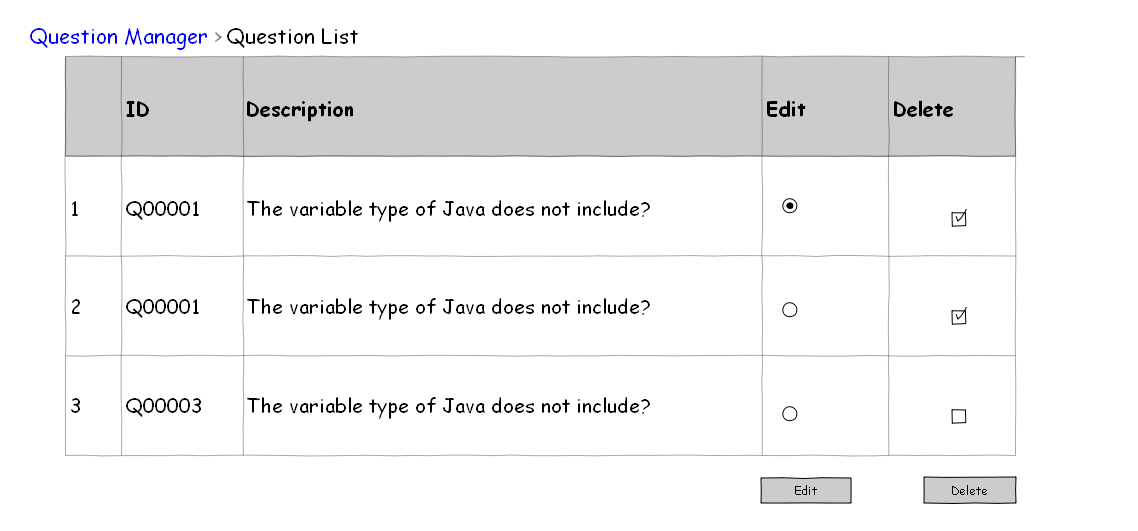 Question Manager > Question List
ID Description Edit Delete
1 Q00001 The variable type of Java does not include?
2 Q00001 The variable type of Java does not include?
3 Q00003 The variable type of Java does not include?
Edit Delete